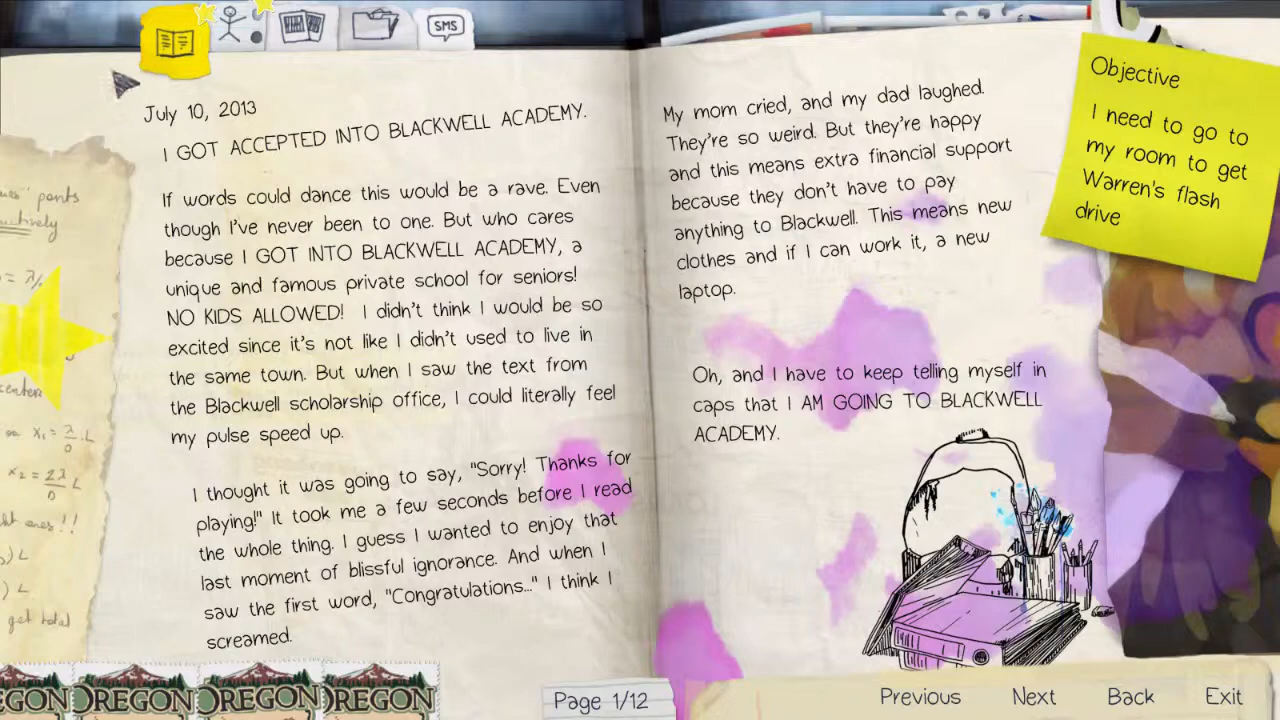 SMS
July 10, 2013
I GOT ACCEPTED INTO BLACKWELL ACADEMY.
If words could dance this would be a rave. Even
though I've never been to one. But who cares
because I GOT INTO BLACKWELL ACADEMY, a
unique and famous private school for seniors!
NO KIDS ALLOWED! I didn't think I would be so
excited since it's not like I didn't used to live in
the same town. But when I saw the text from
the Blackwell scholarship office, I could literally feel
my pulse speed up.
I thought it was going to say, "Sorry! Thanks for
playing!" It took me a few seconds before I read
the whole thing. I guess I wanted to enjoy that
last moment of blissful ignorance. And when I
saw the first word, "Congratulations..." I think I
screamed.
My mom cried, and my dad laughed.
They're so weird. But they're happy
and this means extra financial support
because they don't have to pay
anything to Blackwell. This means new
clothes and if I can work it, a new
laptop.
Oh, and I have to keep telling myself in
caps that I AM GOING TO BLACKWELL
ACADEMY.
Objective
I need to go to
my room to get
Warren's flash
drive
pants
get total
EGON OREGON OREGON OREGON
Page 1/12
Previous Next Back Exit